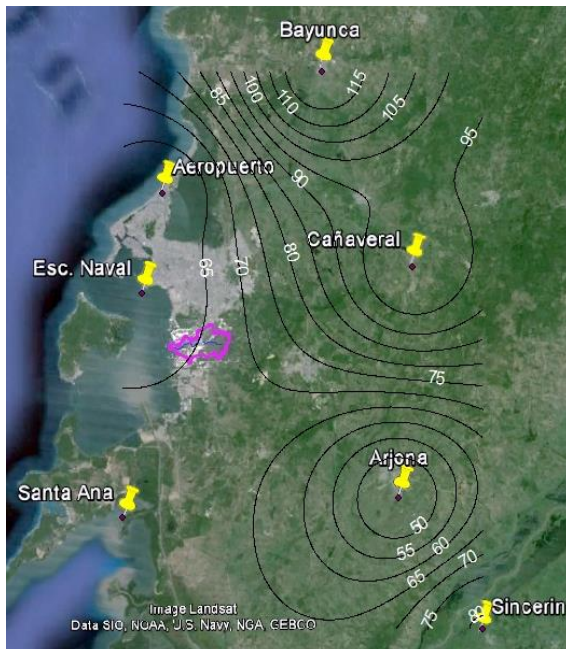 Bayunca
85
100
110
115
105
95
Aeropuerto
90
Cañaveral
80
Esc. Naval
65
70
75
Arjona
Santa Ana
50
55
60
65
70
75
80
Sincerin
Image Landsat
Data SIO, NOAA, U.S. Navy, NGA, GEBCO